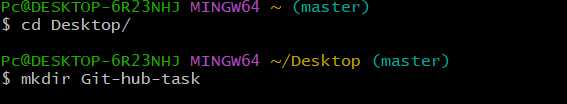 Pc@DESKTOP-6R23NHJ MINGW64 ~ (master)
$ cd Desktop/
Pc@DESKTOP-6R23NHJ MINGW64 ~/Desktop (master)
$ mkdir Git-hub-task